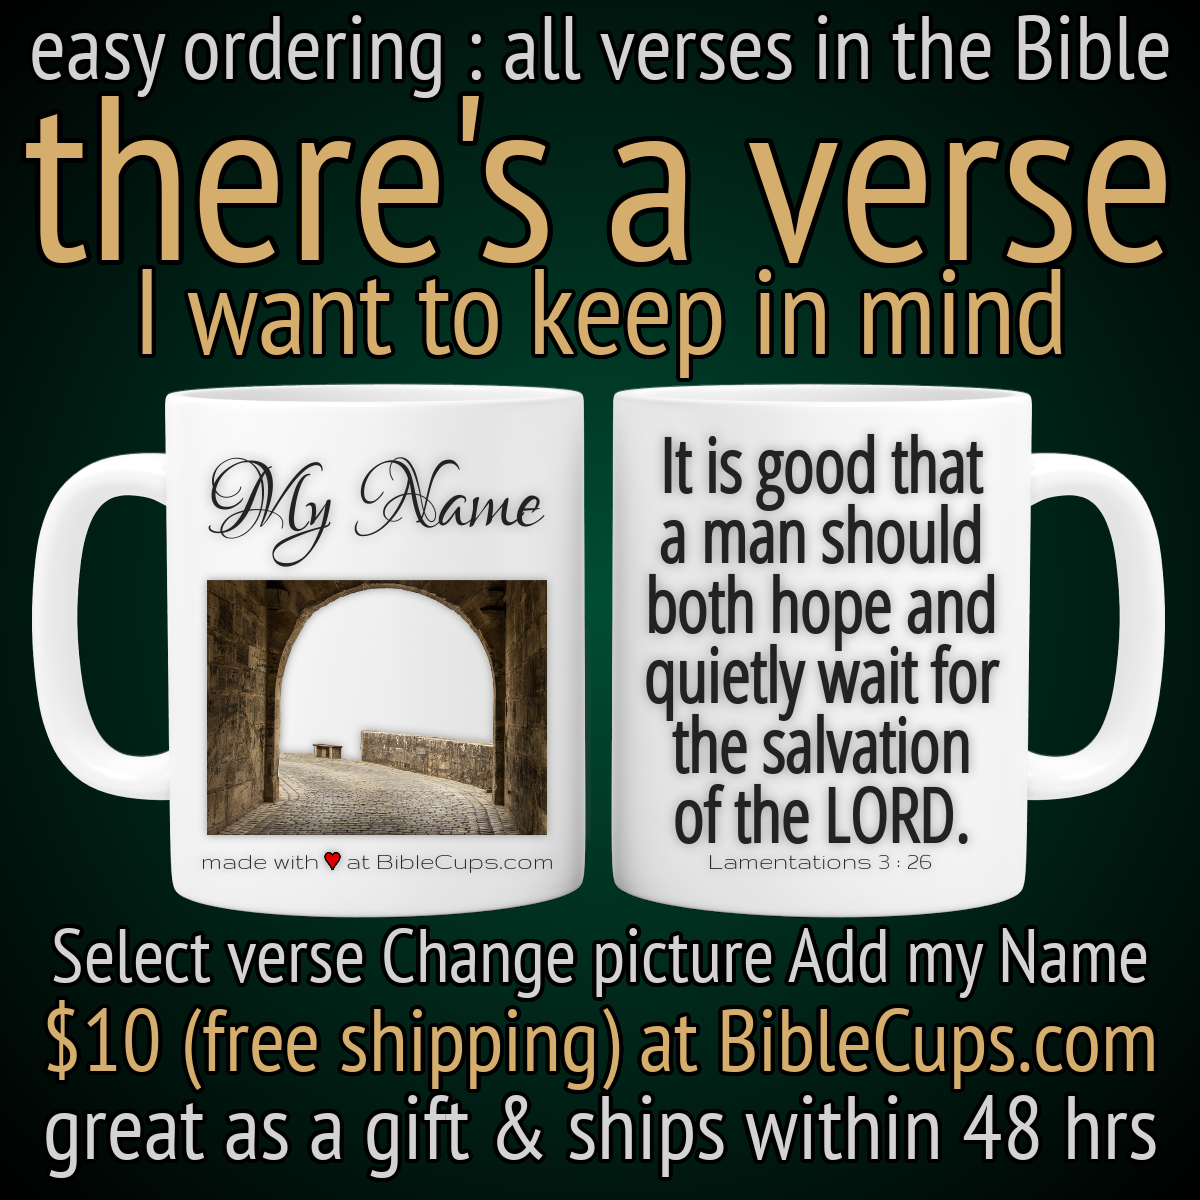 easy ordering : all verses in the Bible
there's a verse
I want to keep in mind
My Name
made with ♥ at BibleCups.com
It is good that
a man should
both hope and
quietly wait for
the salvation
of the LORD.
Lamentations 3 : 26
Select verse Change picture Add my Name
$10 (free shipping) at BibleCups.com
great as a gift & ships within 48 hrs